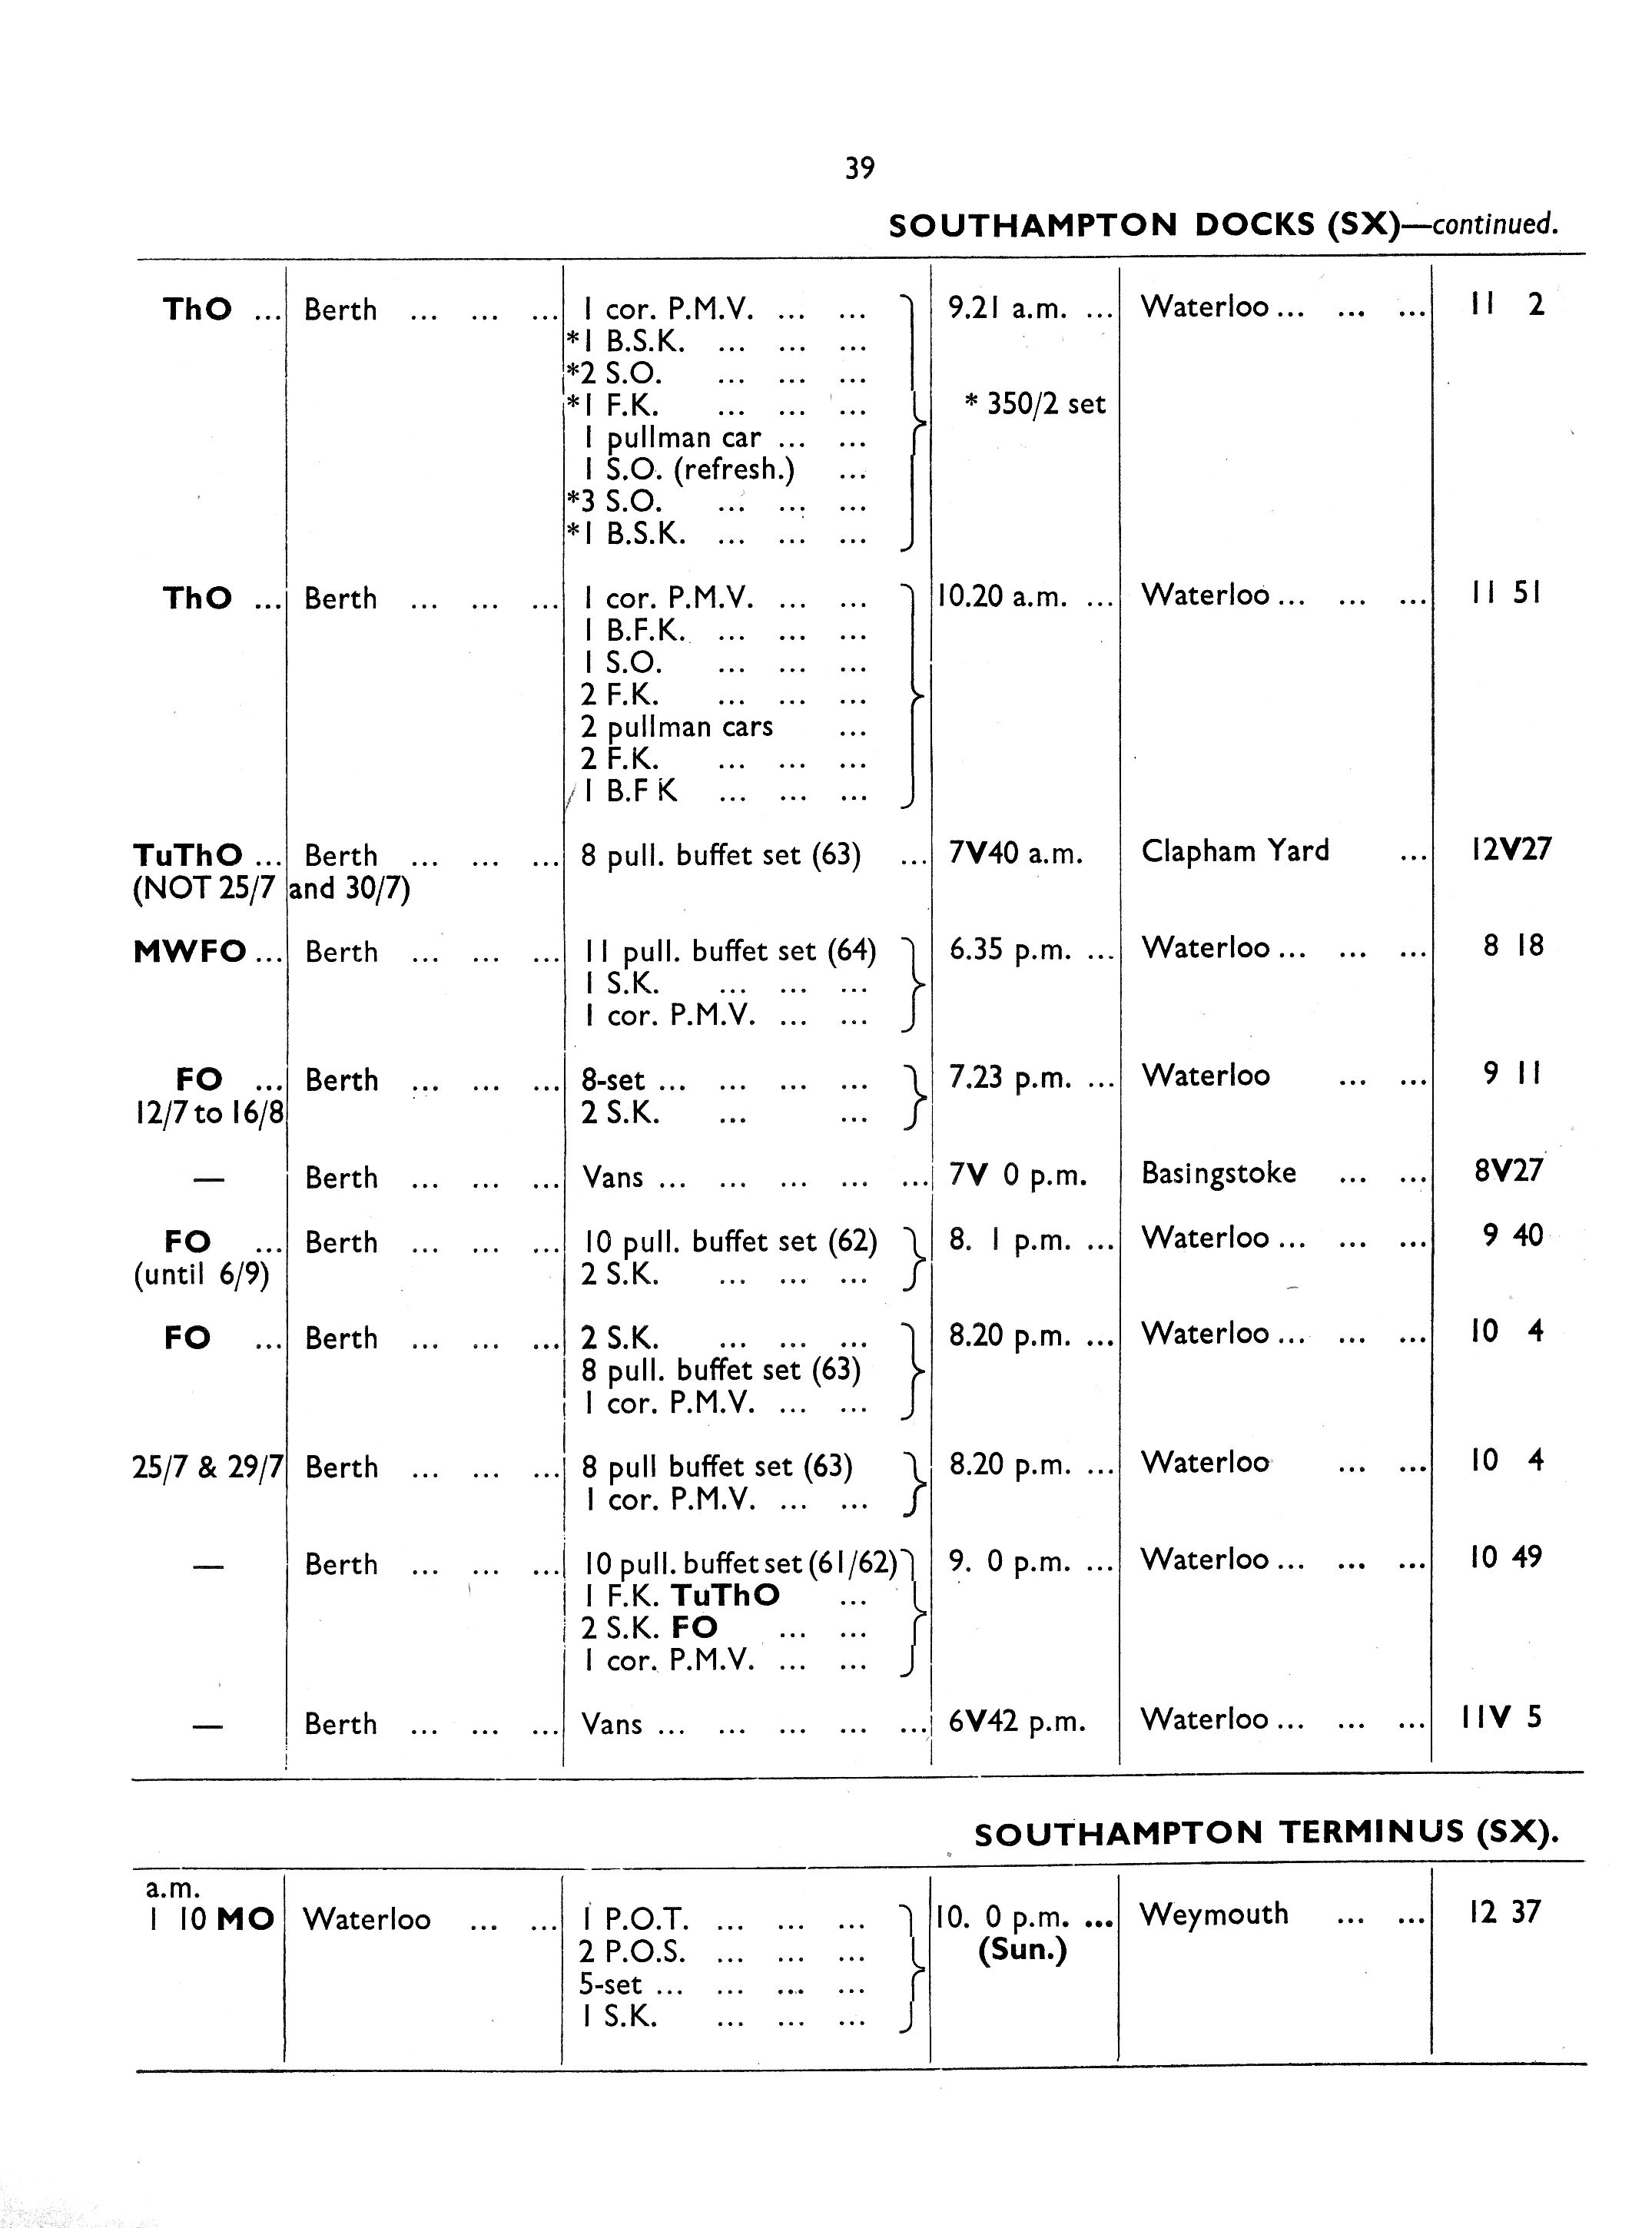 39
SOUTHAMPTON DOCKS (SX)—continued.
ThO ... Berth ... ... ... 1 cor. P.M.V. ... ... 9.21 a.m. ... Waterloo ... ... ... 11 2
*1 B.S.K. ... ... ...
*2 S.O. ... ... ...
*1 F.K. ... ... ... * 350/2 set
1 pullman car ... ...
1 S.O. (refresh.) ...
*3 S.O. ... ... ...
*1 B.S.K. ... ... ...
ThO ... Berth ... ... ... 1 cor. P.M.V. ... ... 10.20 a.m. ... Waterloo ... ... ... 11 51
1 B.F.K. ... ... ...
1 S.O. ... ... ...
2 F.K. ... ... ...
2 pullman cars ...
2 F.K. ... ... ...
1 B.F K ... ... ...
TuThO ... Berth ... ... ... 8 pull. buffet set (63) ... 7V40 a.m. Clapham Yard ... 12V27
(NOT 25/7 and 30/7)
MWFO ... Berth ... ... ... 11 pull. buffet set (64) 6.35 p.m. ... Waterloo ... ... ... 8 18
1 S.K. ... ... ...
1 cor. P.M.V. ... ...
FO ... Berth ... ... ... 8-set ... ... ... ... 7.23 p.m. ... Waterloo ... ... 9 11
12/7 to 16/8 2 S.K. ... ...
— Berth ... ... ... Vans ... ... ... ... ... 7V 0 p.m. Basingstoke ... ... 8V27
FO ... Berth ... ... ... 10 pull. buffet set (62) 8. 1 p.m. ... Waterloo ... ... ... 9 40
(until 6/9) 2 S.K. ... ... ...
FO ... Berth ... ... ... 2 S.K. ... ... ... 8.20 p.m. ... Waterloo ... ... ... 10 4
8 pull. buffet set (63)
1 cor. P.M.V. ... ...
25/7 & 29/7 Berth ... ... ... 8 pull buffet set (63) 8.20 p.m. ... Waterloo ... ... 10 4
1 cor. P.M.V. ... ...
— Berth ... ... ... 10 pull. buffet set (61/62) 9. 0 p.m. ... Waterloo ... ... ... 10 49
1 F.K. TuThO ...
2 S.K. FO ... ...
1 cor. P.M.V. ... ...
— Berth ... ... ... Vans ... ... ... ... ... 6V42 p.m. Waterloo ... ... ... 11V 5
SOUTHAMPTON TERMINUS (SX).
a.m.
1 10 MO Waterloo ... ... 1 P.O.T. ... ... ... 10. 0 p.m. ... Weymouth ... ... 12 37
2 P.O.S. ... ... ... (Sun.)
5-set ... ... ... ...
1 S.K. ... ... ...